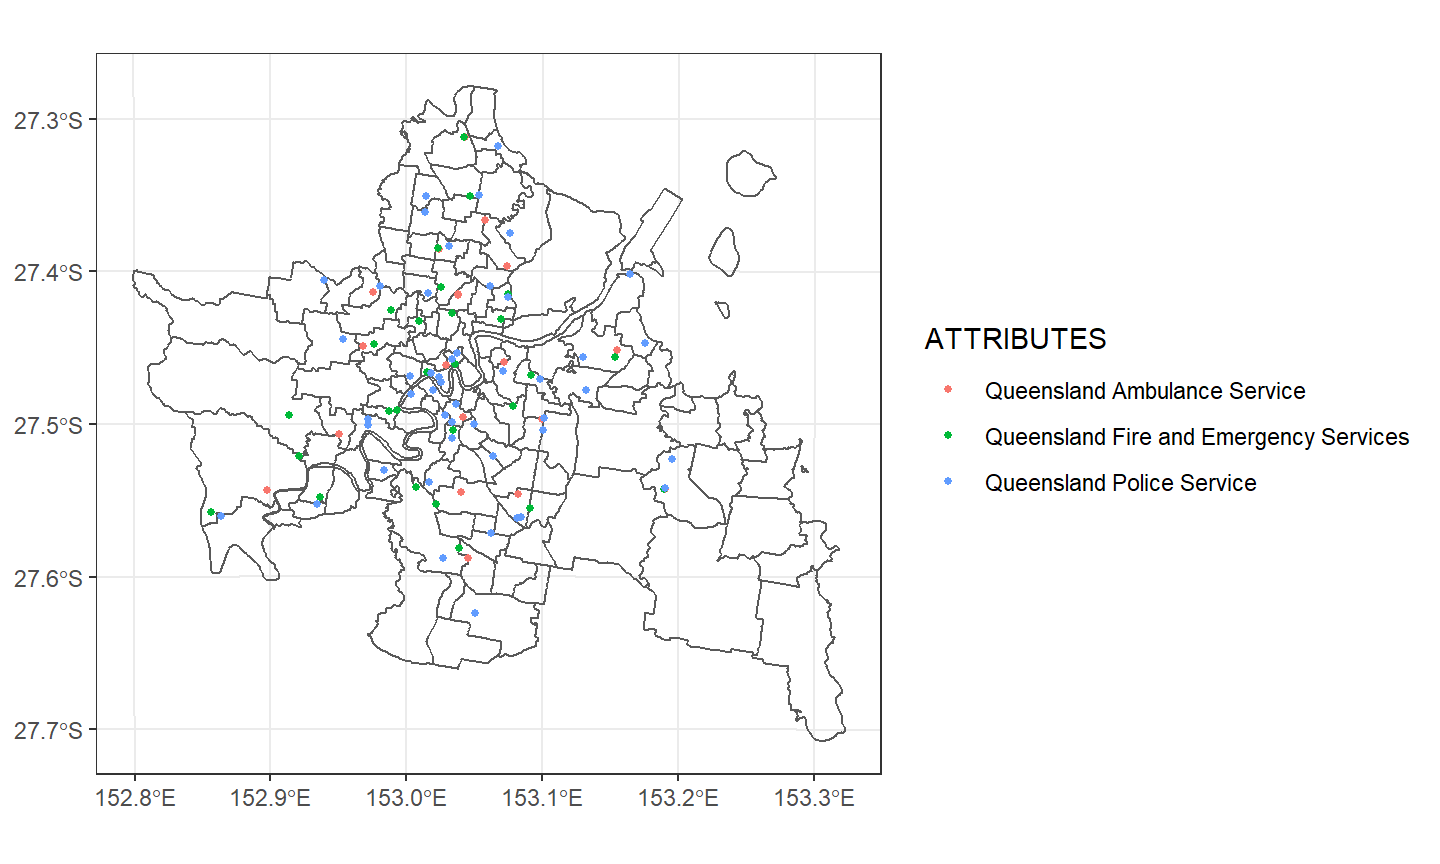 27.3°S
27.4°S
27.5°S
27.6°S
27.7°S
152.8°E
152.9°E
153.0°E
153.1°E
153.2°E
153.3°E
ATTRIBUTES
Queensland Ambulance Service
Queensland Fire and Emergency Services
Queensland Police Service